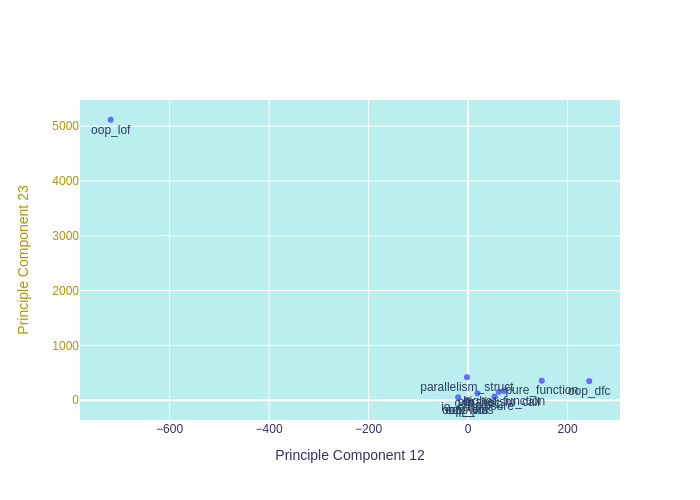 5000
oop_lof
4000
3000
2000
1000
0
parallelism_struct
pure_function
oop_dfc
−600
−400
−200
0
200
Principle Component 12
Principle Component 23